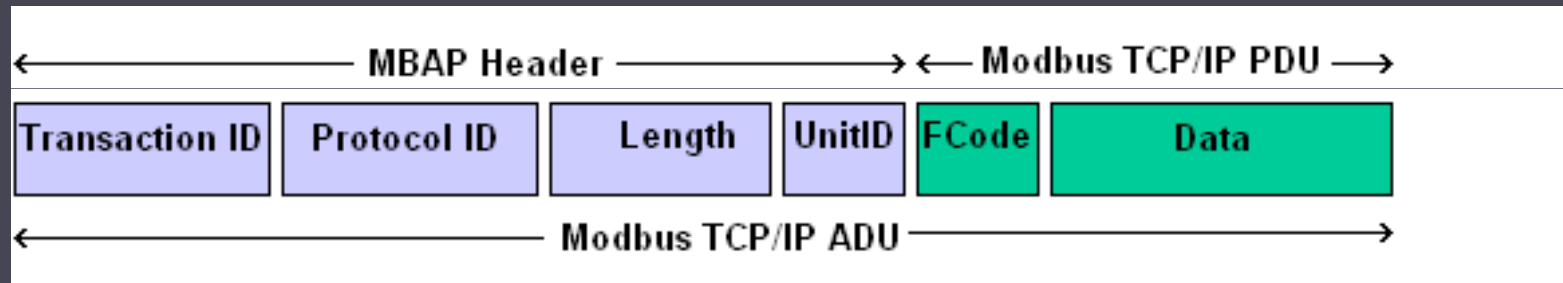 MBAP Header Modbus TCP/IP PDU
Transaction ID Protocol ID Length UnitID FCode Data
Modbus TCP/IP ADU